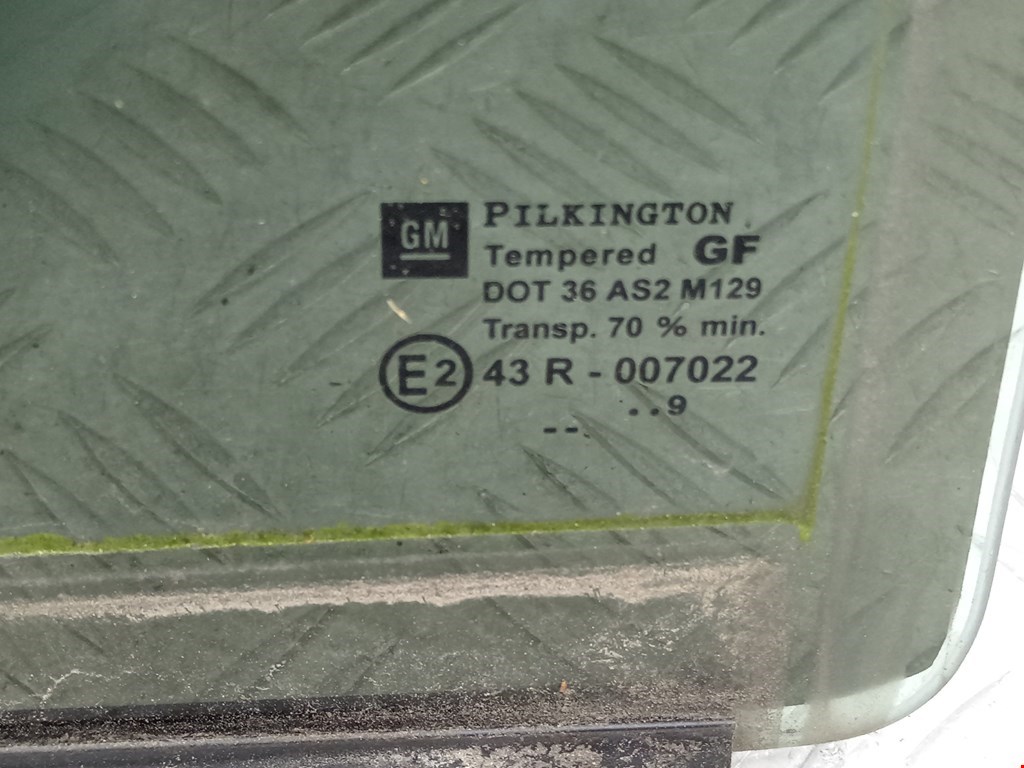 GM
PILKINGTON
Tempered GF
DOT 36 AS2 M129
Transp. 70 % min.
E2 43 R - 007022
. . 9
--